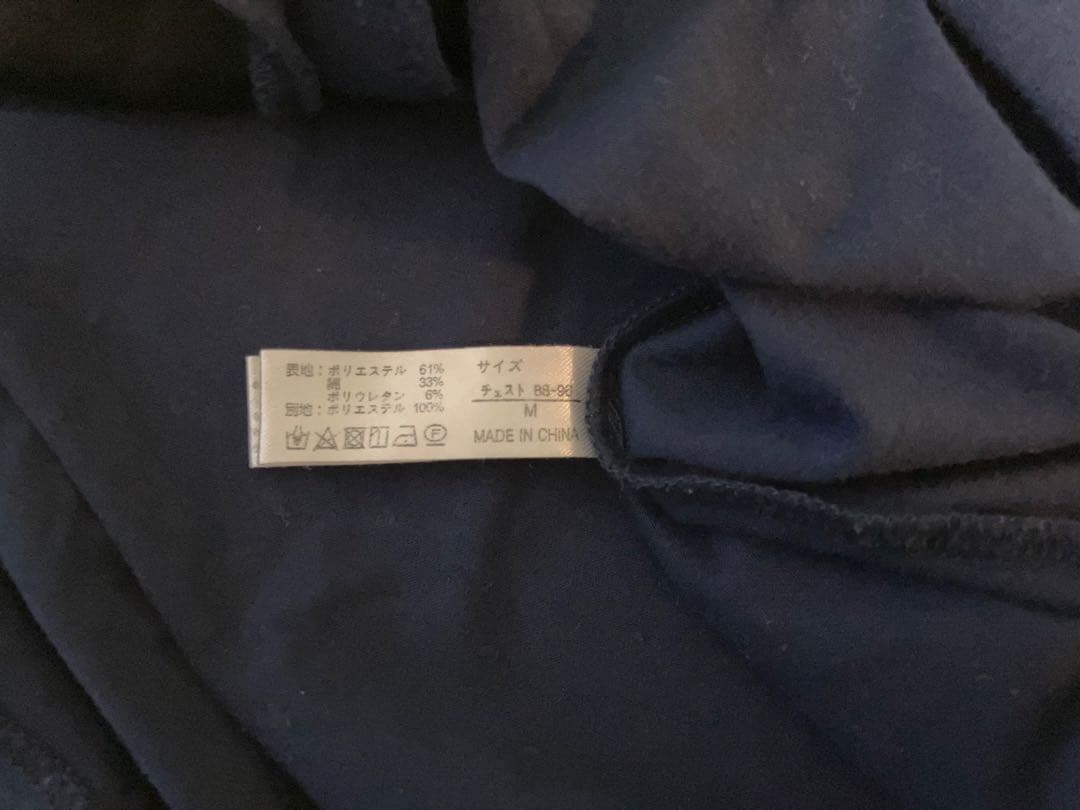 表地:ポリエステル 61%
綿 33%
ポリウレタン 6%
別地:ポリエステル 100%
サイズ
チェスト 88-96
M
MADE IN CHINA